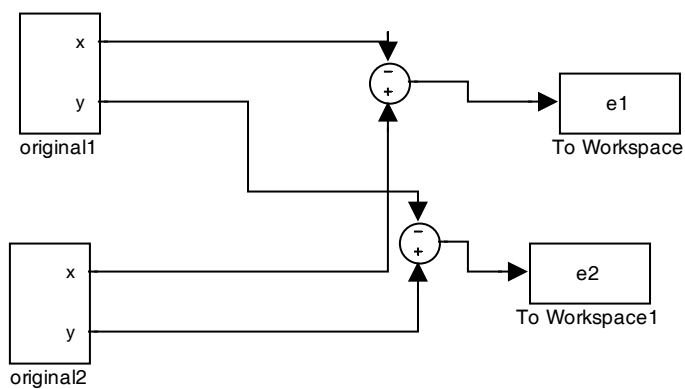 x
−
+
y
e1
original1
To Workspace
−
+
x
e2
y
To Workspace1
original2